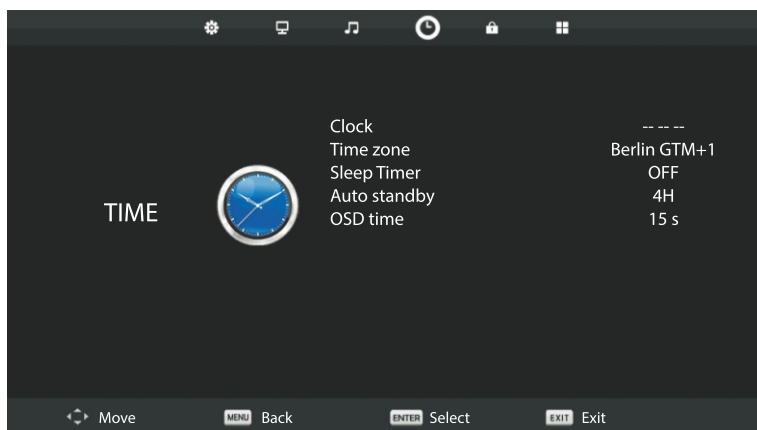 Clock -- -- --
Time zone Berlin GTM+1
Sleep Timer OFF
Auto standby 4H
TIME
OSD time 15 s
Move MENU Back ENTER Select EXIT Exit